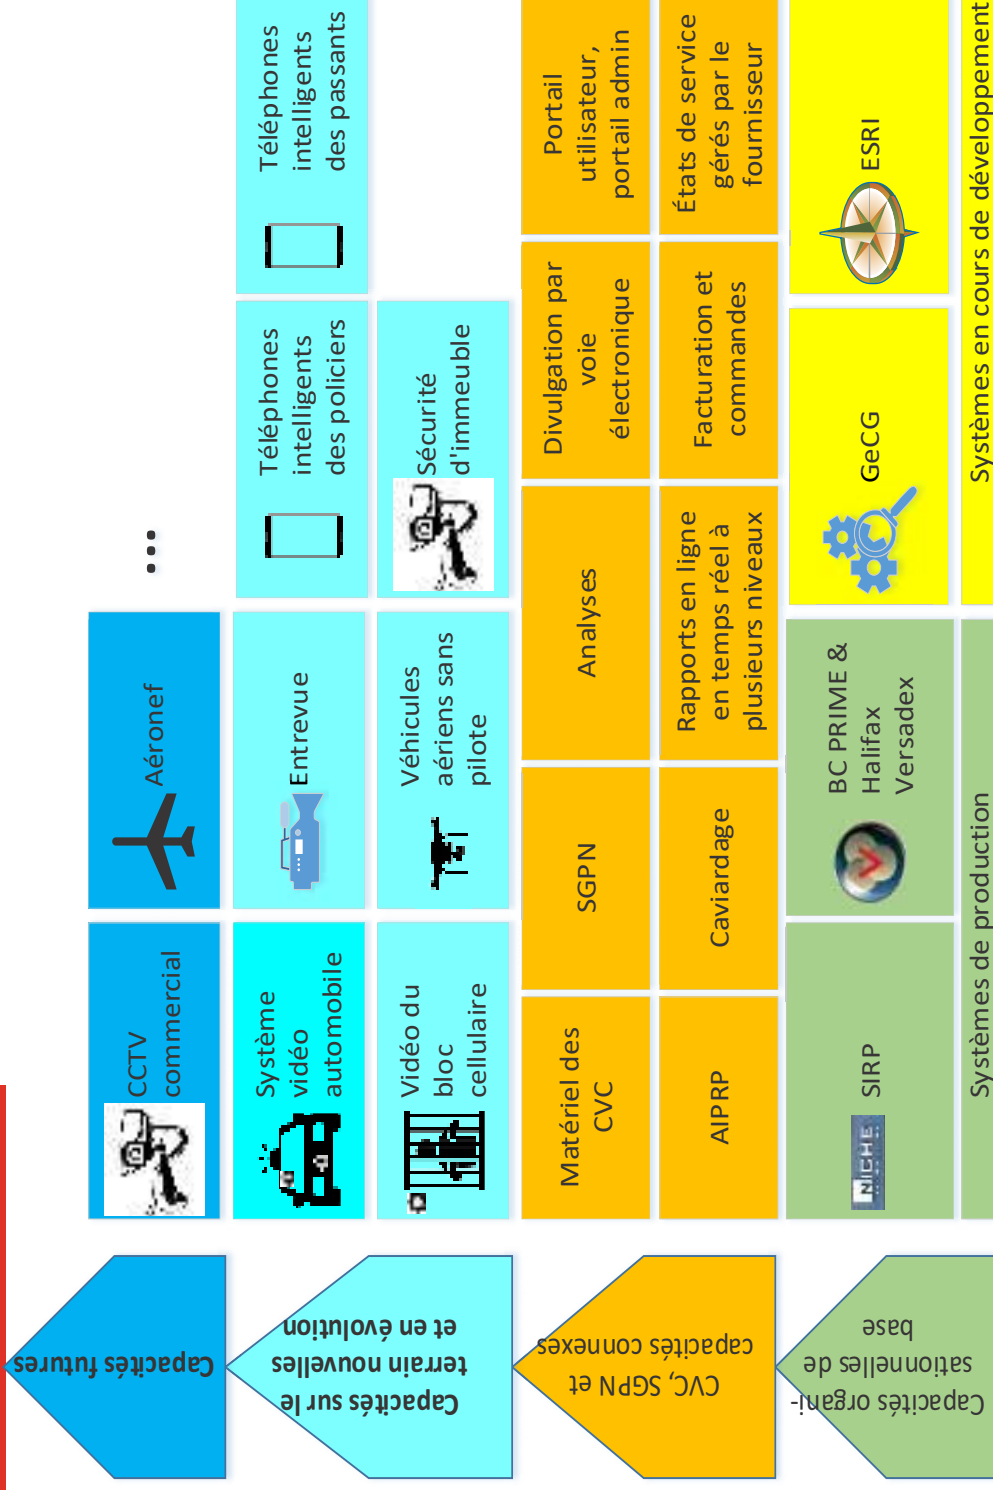 Capacités futures
CCTV
commercial
Aéronef
...
Capacités sur le
terrain nouvelles
et en évolution
Système
vidéo
automobile
Entrevue
Téléphones
intelligents
des policiers
Téléphones
intelligents
des passants
Vidéo du
bloc
cellulaire
Véhicules
aériens sans
pilote
Sécurité
d'immeuble
CVC, SGPN et
capacités connexes
Matériel des
CVC
SGPN
Analyses
Divulgation par
voie
électronique
Portail
utilisateur,
portail admin
AIPRP
Caviardage
Rapports en ligne
en temps réel à
plusieurs niveaux
Facturation et
commandes
États de service
gérés par le
fournisseur
Capacités organi-
sationnelles de
base
NICHE
SIRP
BC PRIME &
Halifax
Versadex
GeCG
ESRI
Systèmes de production
Systèmes en cours de développement